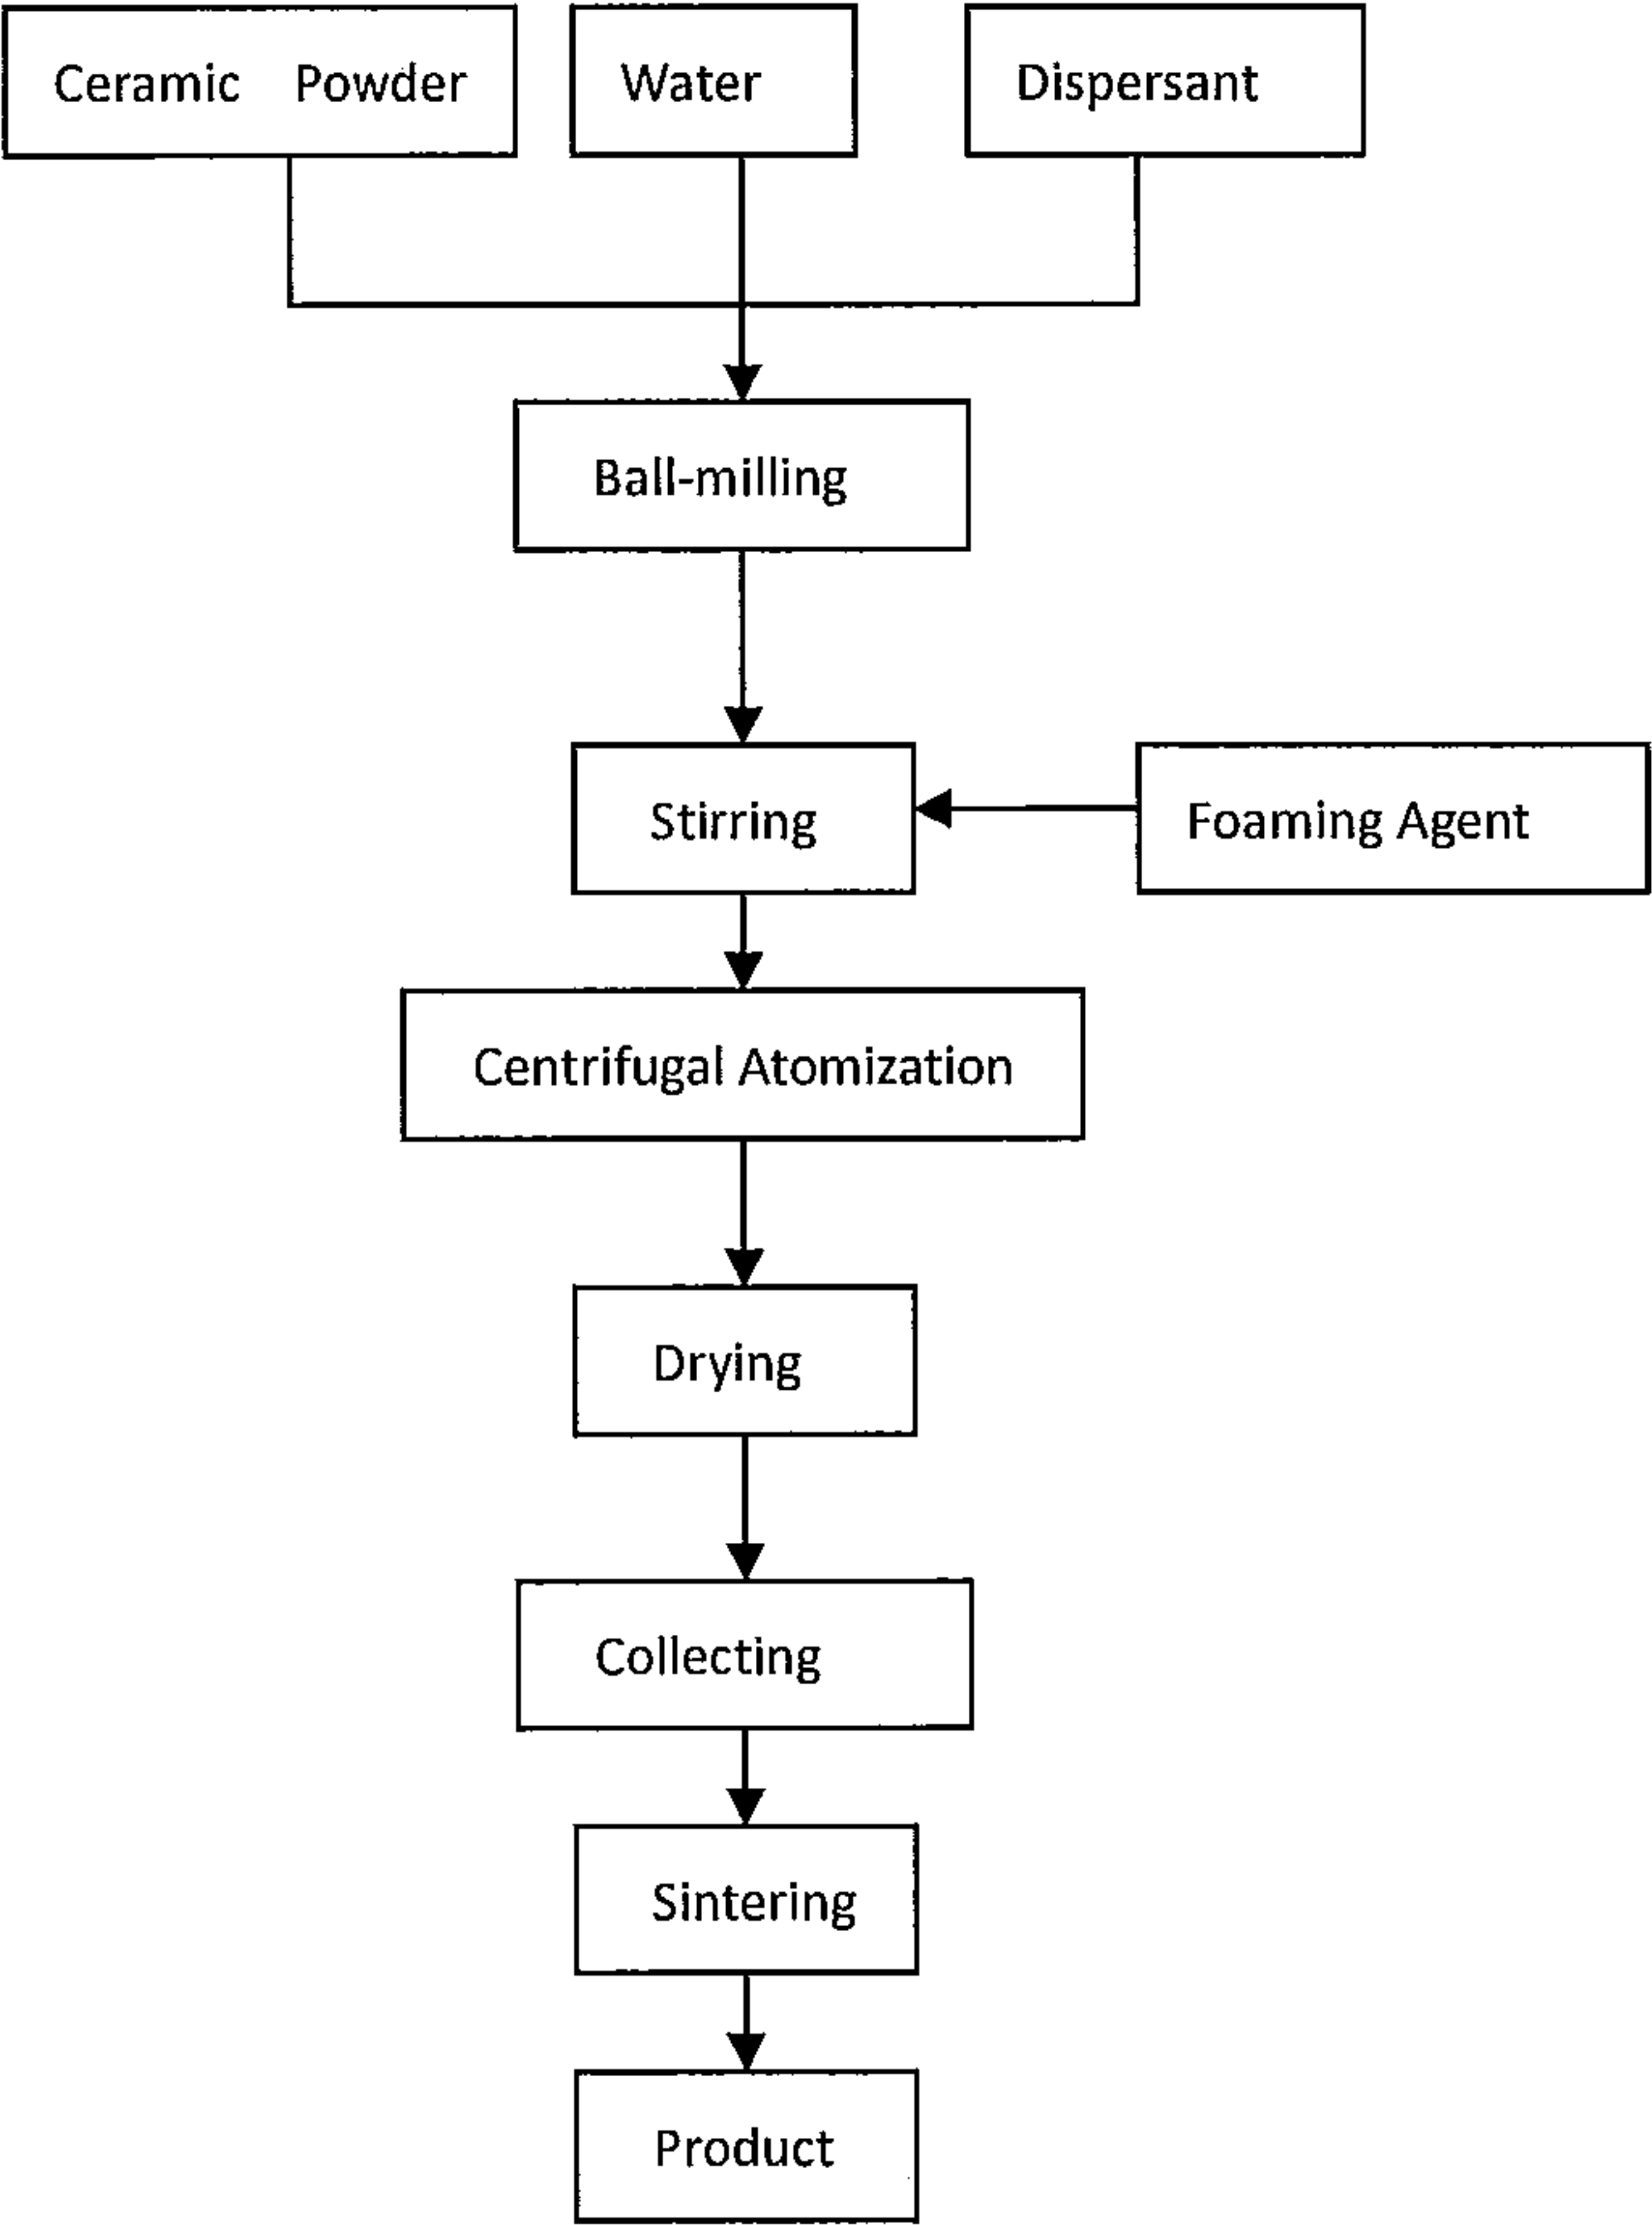 Ceramic Powder
Water
Dispersant
Ball-milling
Stirring
Foaming Agent
Centrifugal Atomization
Drying
Collecting
Sintering
Product